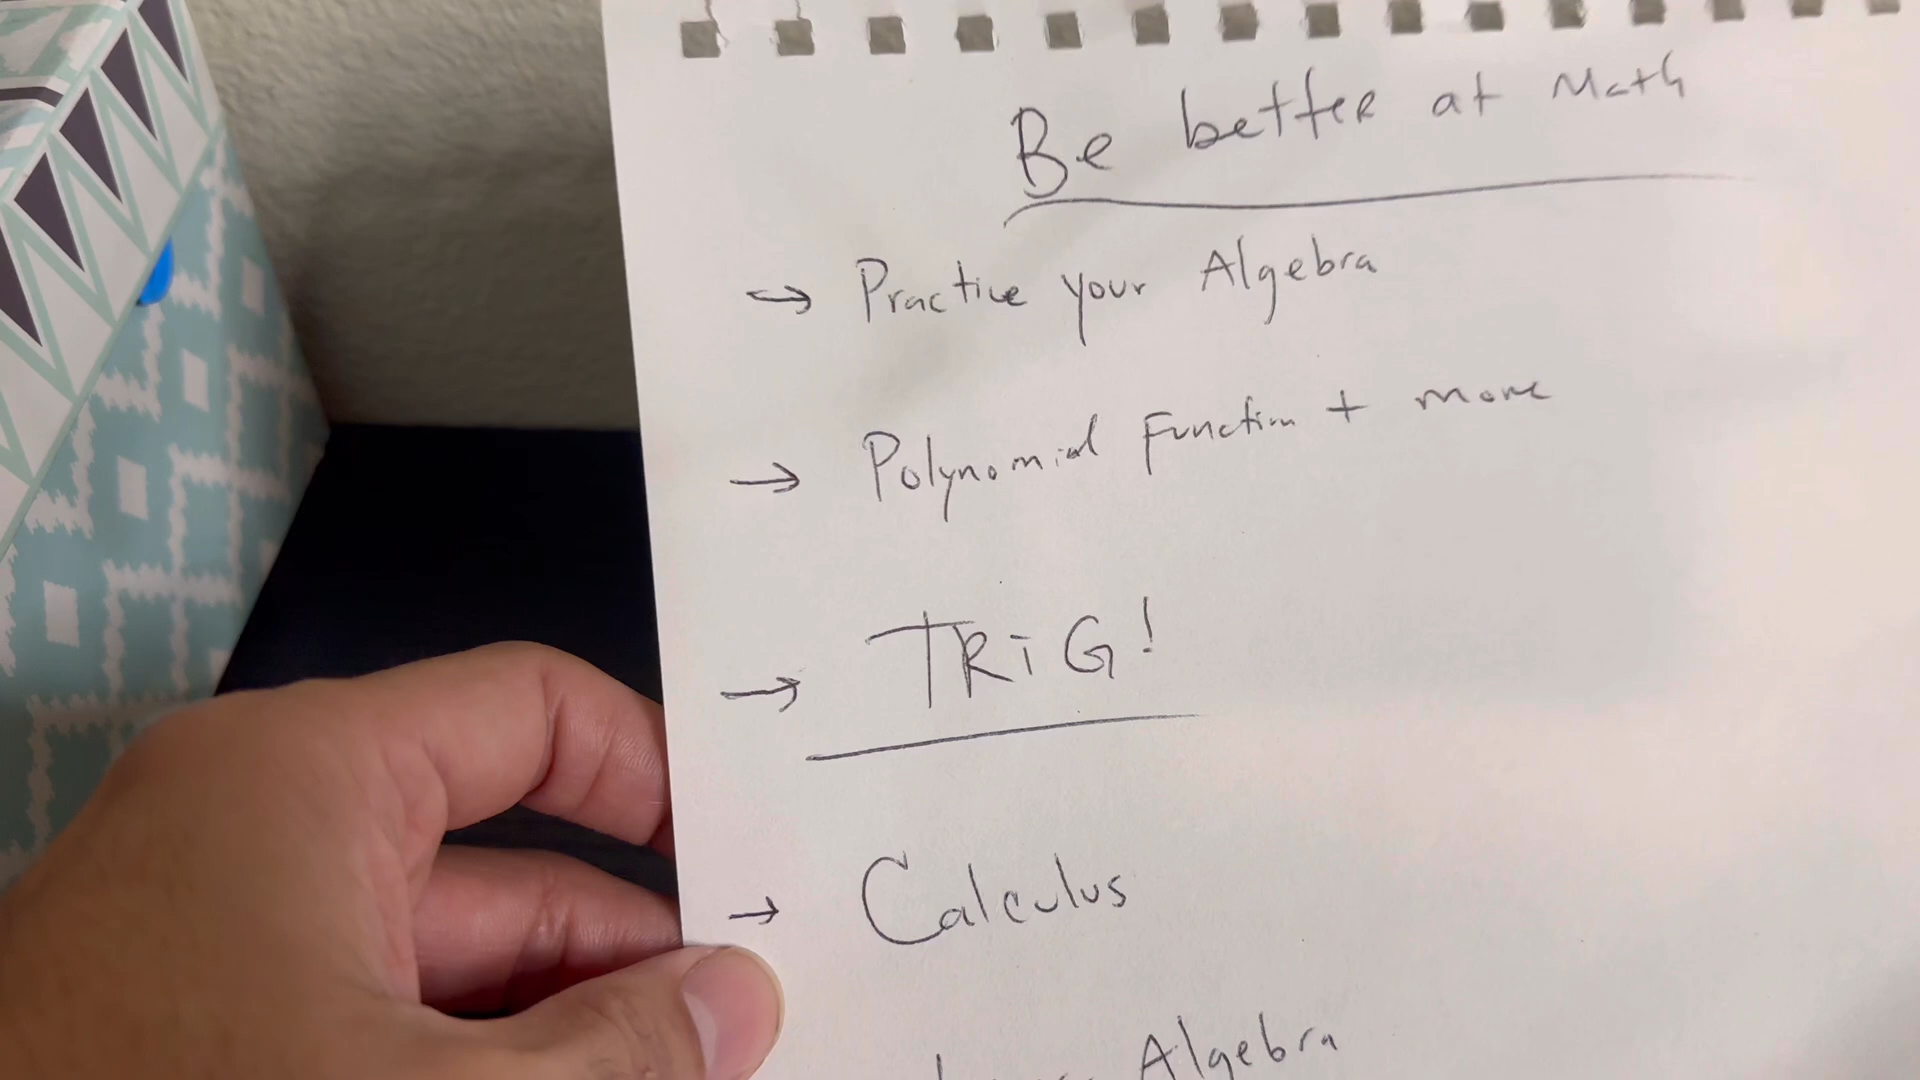 Be better at Math
→ Practice your Algebra
→ Polynomial Function + more
→ TRiG!
→ Calculus
Algebra